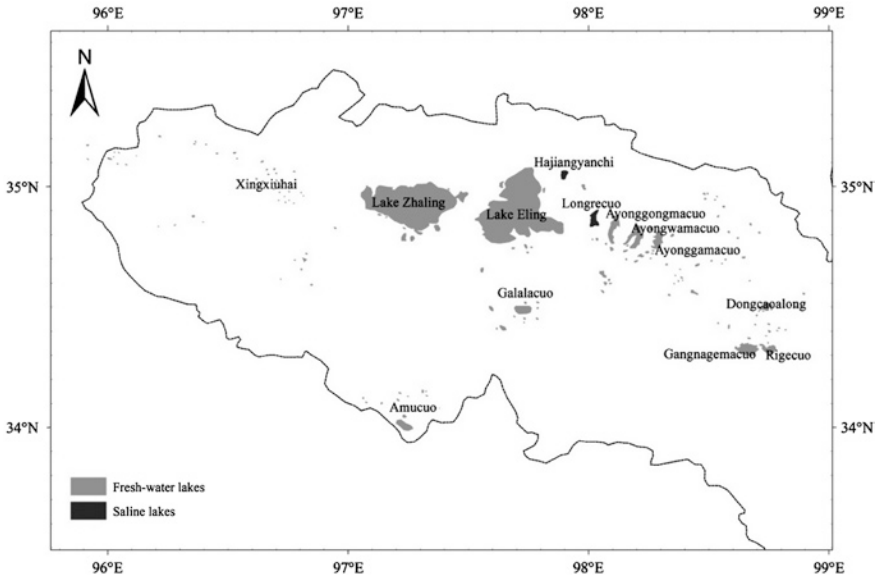 96°E 97°E 98°E 99°E
N
Hajiangyanchi
35°N 35°N
Xingxiuhai
Lake Zhaling
Longrecuo
Lake Eling
Ayonggongmacuo
Ayongwamacuo
Ayonggamacuo
Galalacuo
Dongcaoalong
Gangnagemacuo
Rigecuo
Amucuo
34°N 34°N
Fresh-water lakes
Saline lakes
96°E 97°E 98°E 99°E